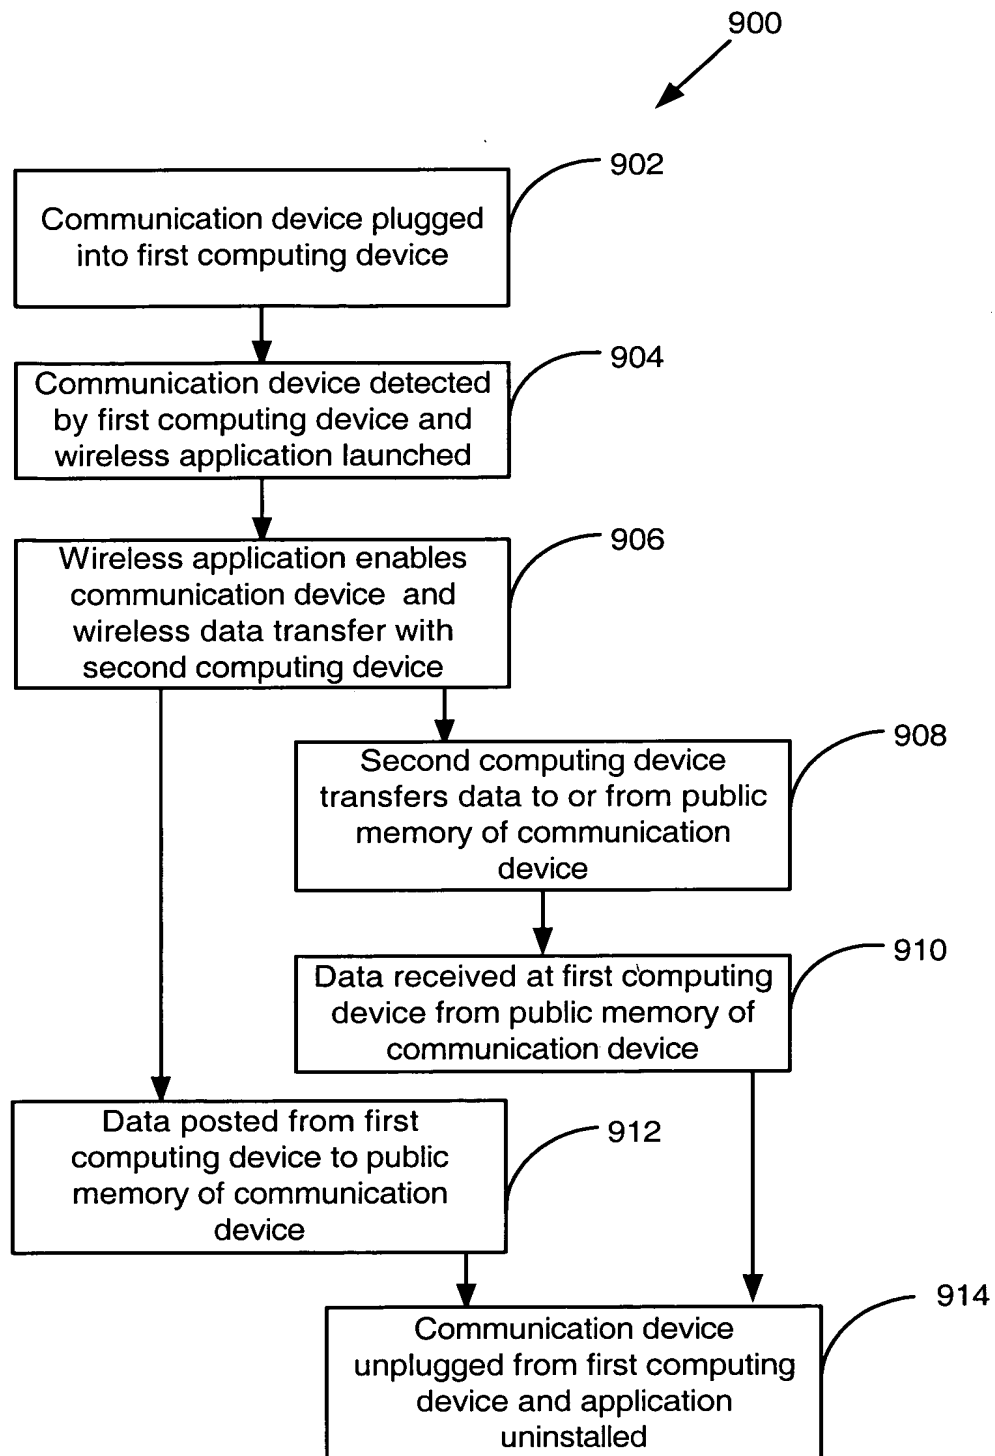 900
902
Communication device plugged
into first computing device
904
Communication device detected
by first computing device and
wireless application launched
906
Wireless application enables
communication device and
wireless data transfer with
second computing device
908
Second computing device
transfers data to or from public
memory of communication
device
910
Data received at first computing
device from public memory of
communication device
912
Data posted from first
computing device to public
memory of communication
device
914
Communication device
unplugged from first computing
device and application
uninstalled